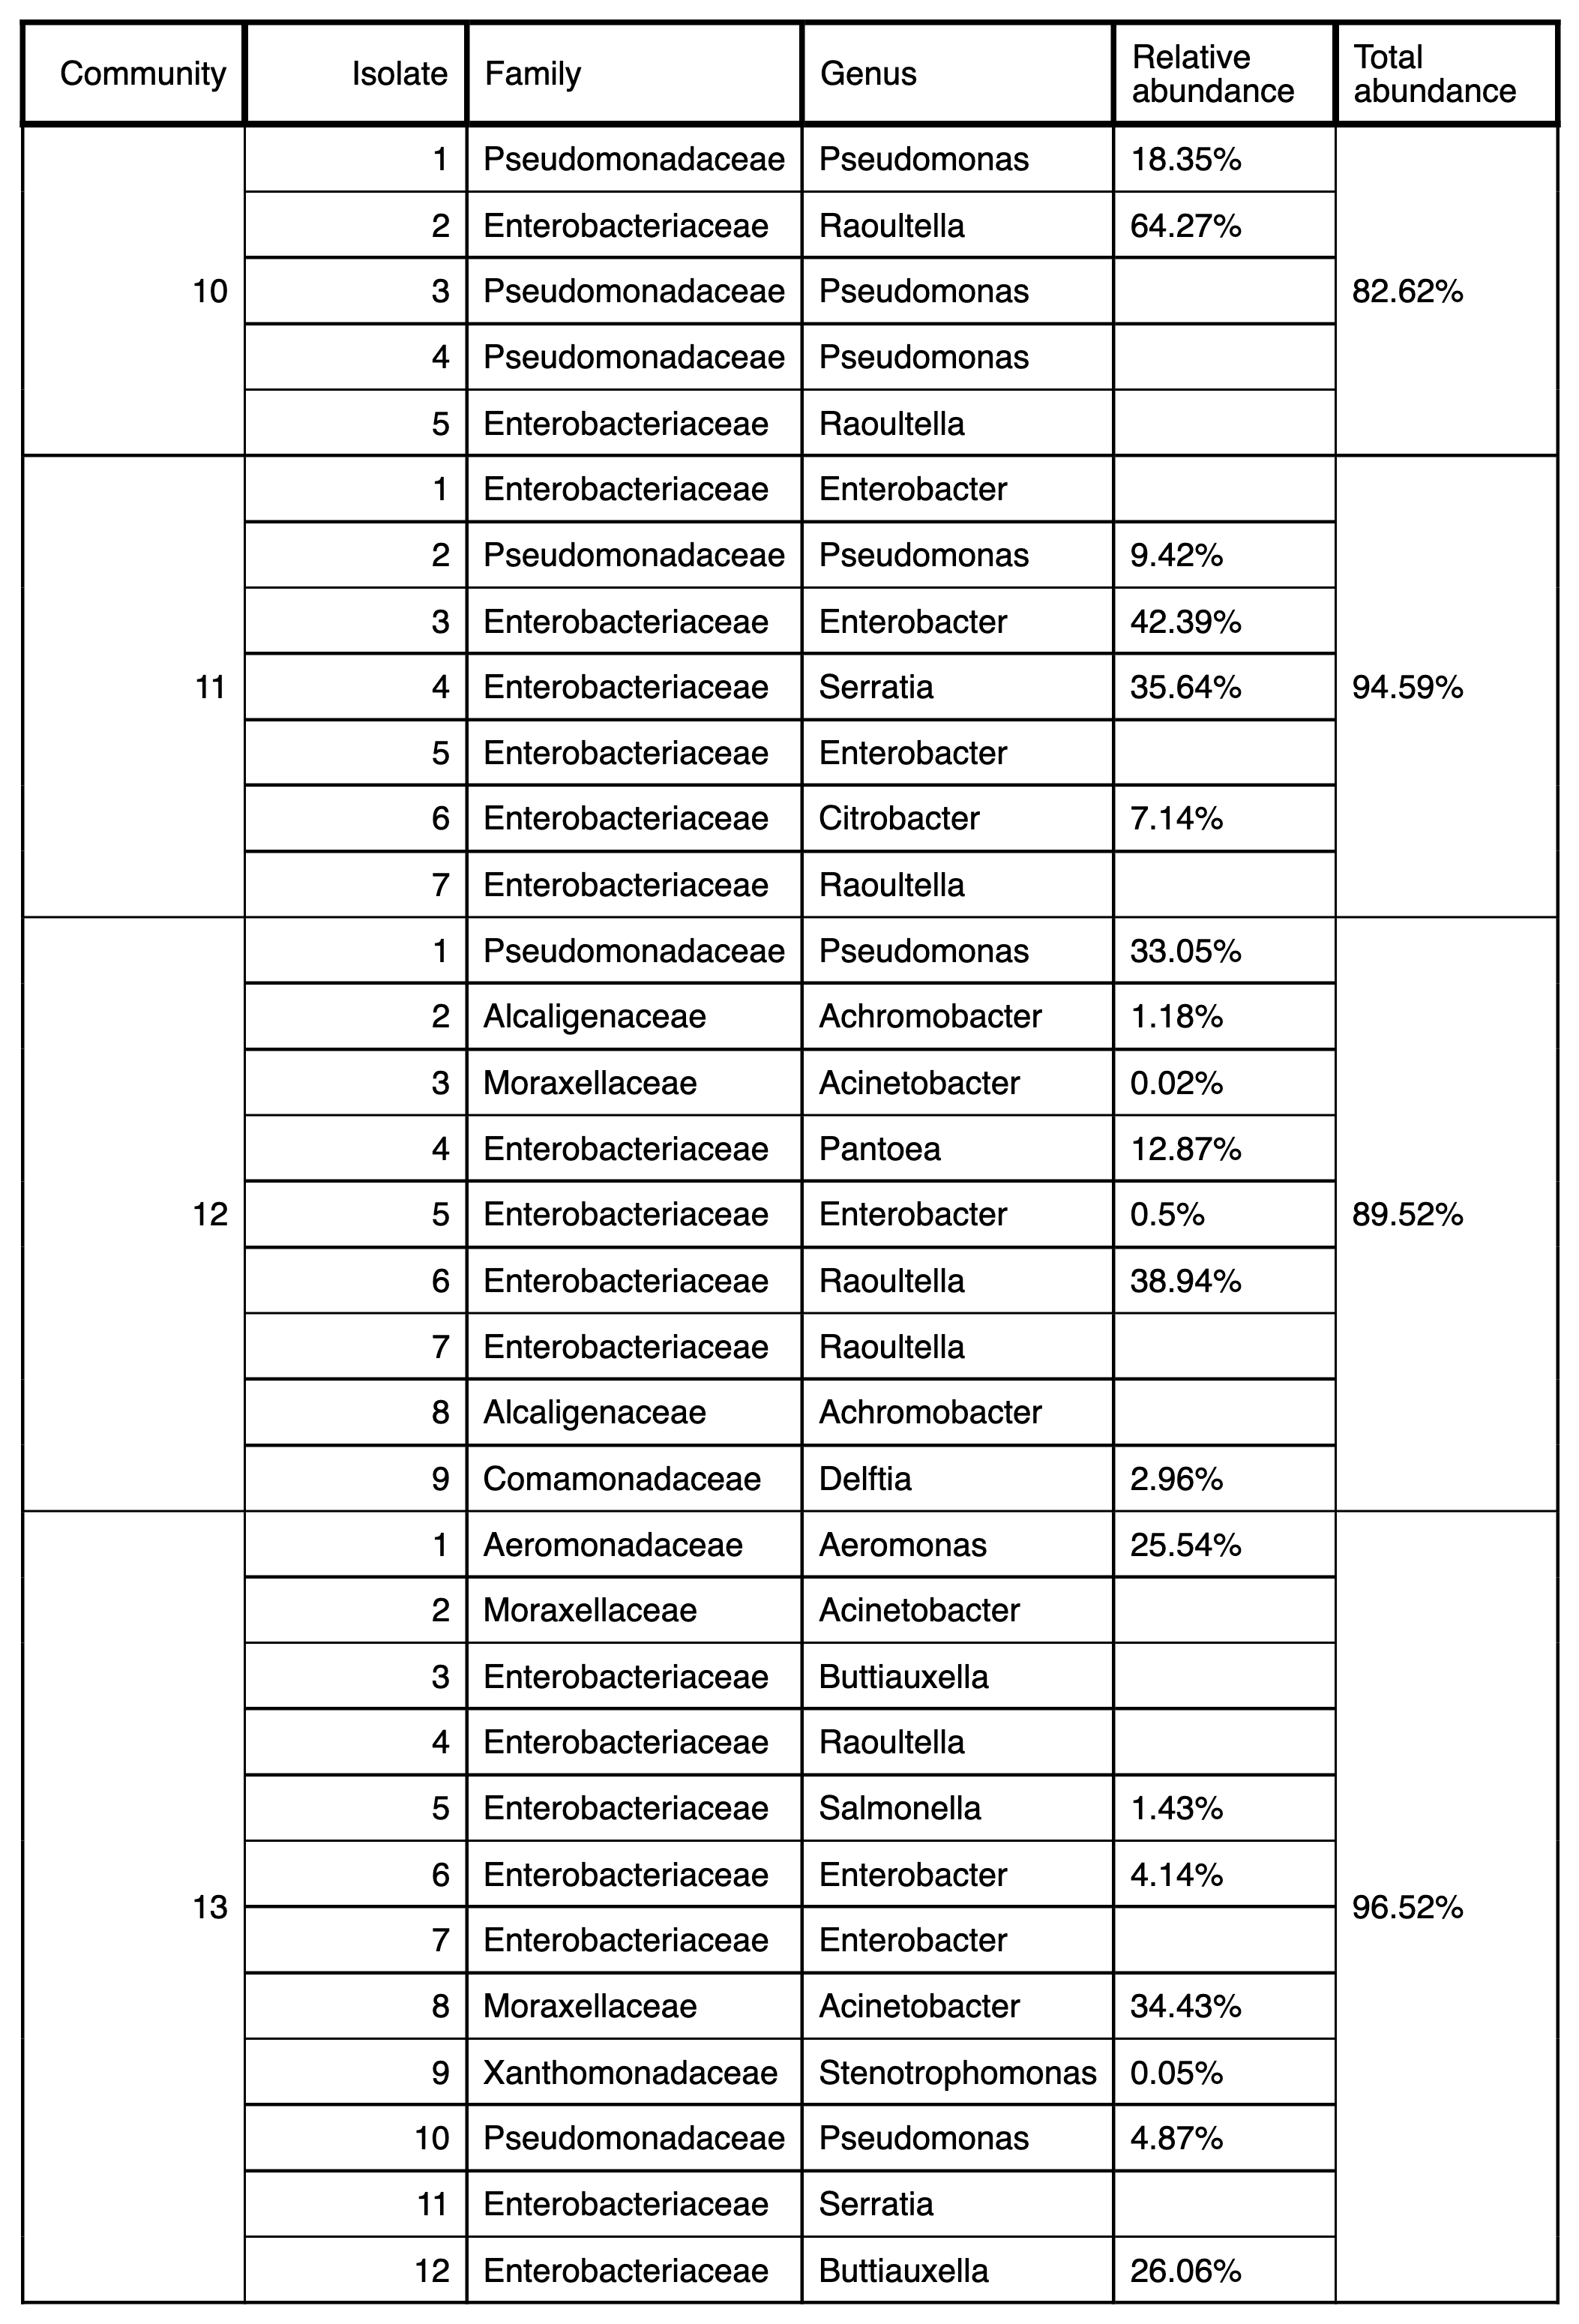 Community Isolate Family Genus Relative abundance Total abundance
1 Pseudomonadaceae Pseudomonas 18.35%
2 Enterobacteriaceae Raoultella 64.27%
10 3 Pseudomonadaceae Pseudomonas 82.62%
4 Pseudomonadaceae Pseudomonas
5 Enterobacteriaceae Raoultella
1 Enterobacteriaceae Enterobacter
2 Pseudomonadaceae Pseudomonas 9.42%
3 Enterobacteriaceae Enterobacter 42.39%
11 4 Enterobacteriaceae Serratia 35.64% 94.59%
5 Enterobacteriaceae Enterobacter
6 Enterobacteriaceae Citrobacter 7.14%
7 Enterobacteriaceae Raoultella
1 Pseudomonadaceae Pseudomonas 33.05%
2 Alcaligenaceae Achromobacter 1.18%
3 Moraxellaceae Acinetobacter 0.02%
4 Enterobacteriaceae Pantoea 12.87%
12 5 Enterobacteriaceae Enterobacter 0.5% 89.52%
6 Enterobacteriaceae Raoultella 38.94%
7 Enterobacteriaceae Raoultella
8 Alcaligenaceae Achromobacter
9 Comamonadaceae Delftia 2.96%
1 Aeromonadaceae Aeromonas 25.54%
2 Moraxellaceae Acinetobacter
3 Enterobacteriaceae Buttiauxella
4 Enterobacteriaceae Raoultella
5 Enterobacteriaceae Salmonella 1.43%
6 Enterobacteriaceae Enterobacter 4.14%
13 96.52%
7 Enterobacteriaceae Enterobacter
8 Moraxellaceae Acinetobacter 34.43%
9 Xanthomonadaceae Stenotrophomonas 0.05%
10 Pseudomonadaceae Pseudomonas 4.87%
11 Enterobacteriaceae Serratia
12 Enterobacteriaceae Buttiauxella 26.06%